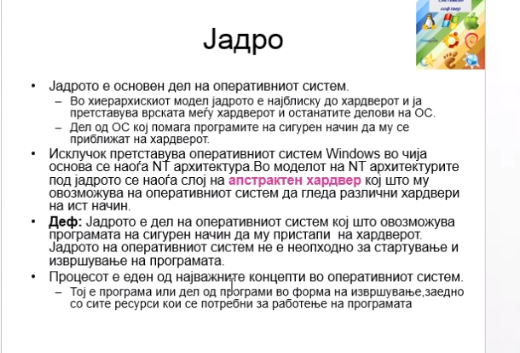 софтвер
Јадро
• Јадрото е основен дел на оперативниот систем.
– Во хиерархискиот модел јадрото е најблиску до хардверот и ја
претставува врската меѓу хардверот и останатите делови на ОС.
– Дел од ОС кој помага програмите на сигурен начин да му се
приближат на хардверот.
• Исклучок претставува оперативниот систем Windows во чија
основа се наоѓа NT архитектура.Во моделот на NT архитектурите
под јадрото се наоѓа слој на апстрактен хардвер кој што му
овозможува на оперативниот систем да гледа различни хардвери
на ист начин.
• Деф: Јадрото е дел на оперативниот систем кој што овозможува
програмата на сигурен начин да му пристапи на хардверот.
Јадрото на оперативниот систем не е неопходно за стартување и
извршување на програмата.
• Процесот е еден од најважните концепти во оперативниот систем.
– Тој е програма или дел од програми во форма на извршување,заедно
со сите ресурси кои се потребни за работење на програмата